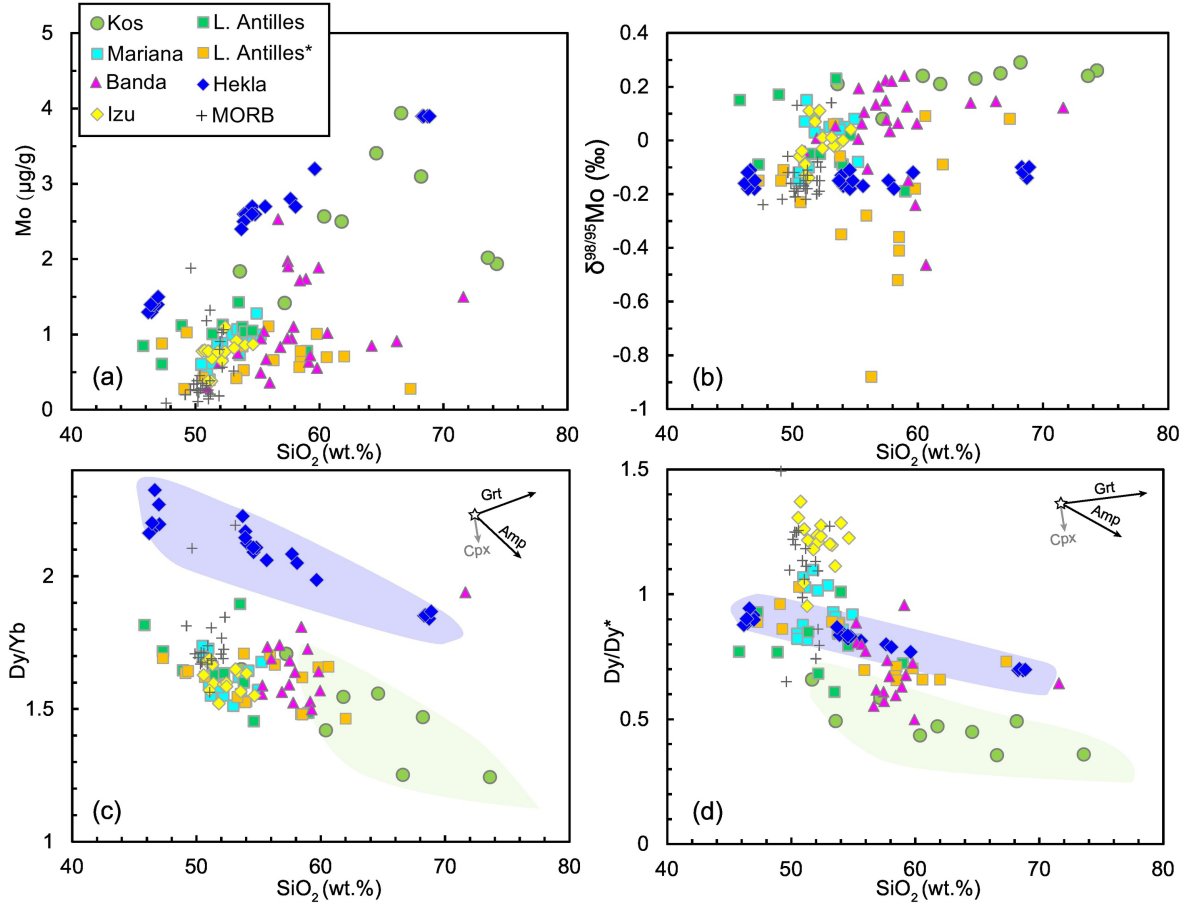 Kos
L. Antilles
Mariana
L. Antilles*
Banda
Hekla
Izu
MORB
5
4
3
2
1
0
Mo (μg/g)
(a)
40 50 60 70 80
SiO2 (wt.%)
0.4
0.2
0
-0.2
-0.4
-0.6
-0.8
-1
δ98/95Mo (‰)
(b)
40 50 60 70 80
SiO2 (wt.%)
2
1.5
1
Dy/Yb
Grt
Amp
Cpx
(c)
40 50 60 70 80
SiO2 (wt.%)
1.5
1
0.5
0
Dy/Dy*
Grt
Amp
Cpx
(d)
40 50 60 70 80
SiO2 (wt.%)